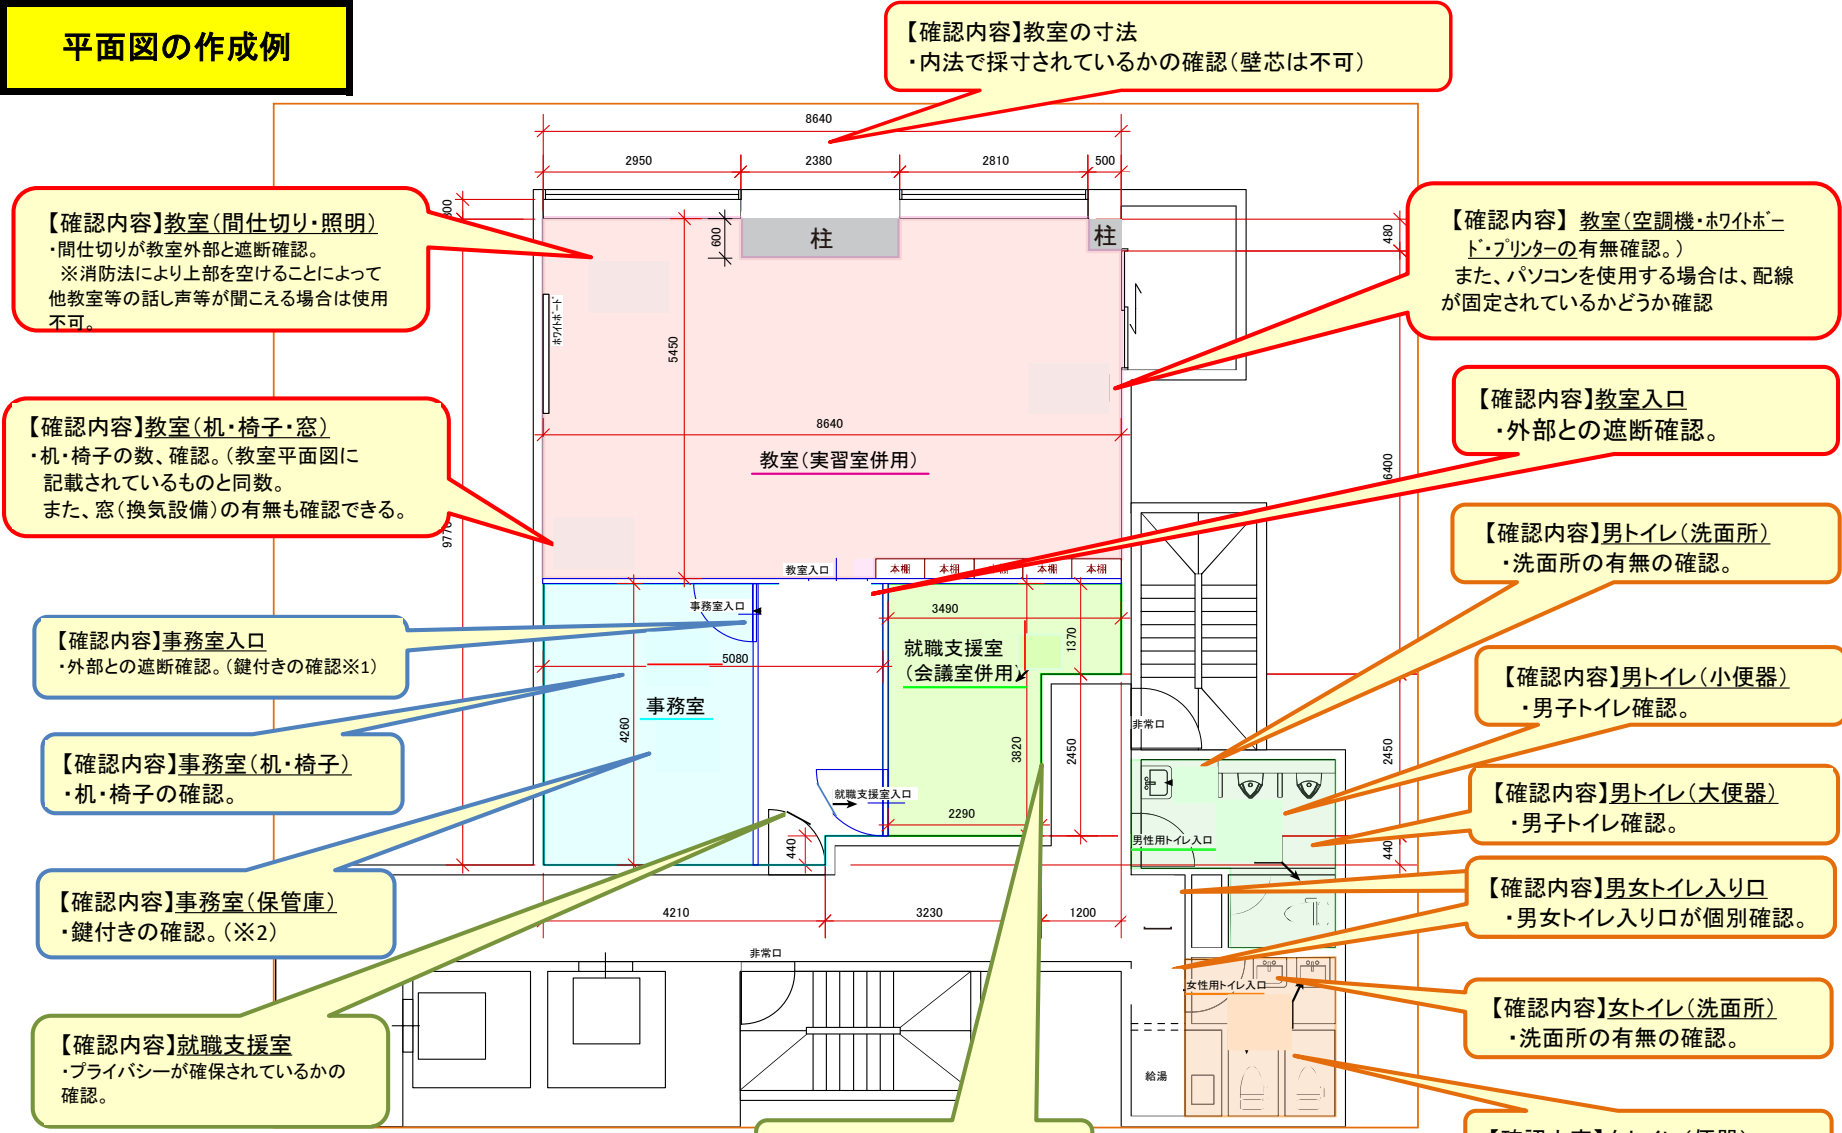 平面図の作成例
【確認内容】教室の寸法
・内法で採寸されているかの確認(壁芯は不可)
8640
2950
2380
2810
500
【確認内容】教室(間仕切り・照明)
・間仕切りが教室外部と遮断確認。
※消防法により上部を空けることによって
他教室等の話し声等が聞こえる場合は使用
不可。
柱
柱
600
480
【確認内容】 教室(空調機・ホワイトボー
ド・プリンターの有無確認。)
また、パソコンを使用する場合は、配線
が固定されているかどうか確認
ホワイトボード
5450
8640
教室(実習室併用)
【確認内容】教室(机・椅子・窓)
・机・椅子の数、確認。(教室平面図に
記載されているものと同数。
また、窓(換気設備)の有無も確認できる。
9770
【確認内容】教室入口
・外部との遮断確認。
6400
教室入口
本棚
本棚
本棚
本棚
【確認内容】男トイレ(洗面所)
・洗面所の有無の確認。
事務室入口
3490
1370
【確認内容】事務室入口
・外部との遮断確認。(鍵付きの確認※1)
5080
就職支援室
(会議室併用)
事務室
4260
3820
2450
非常口
2450
【確認内容】男トイレ(小便器)
・男子トイレ確認。
【確認内容】事務室(机・椅子)
・机・椅子の確認。
就職支援室入口
2290
440
男性用トイレ入口
440
【確認内容】男トイレ(大便器)
・男子トイレ確認。
【確認内容】事務室(保管庫)
・鍵付きの確認。(※2)
4210
3230
1200
【確認内容】男女トイレ入り口
・男女トイレ入り口が個別確認。
非常口
女性用トイレ入口
【確認内容】女トイレ(洗面所)
・洗面所の有無の確認。
【確認内容】就職支援室
・プライバシーが確保されているかの
確認。
給湯